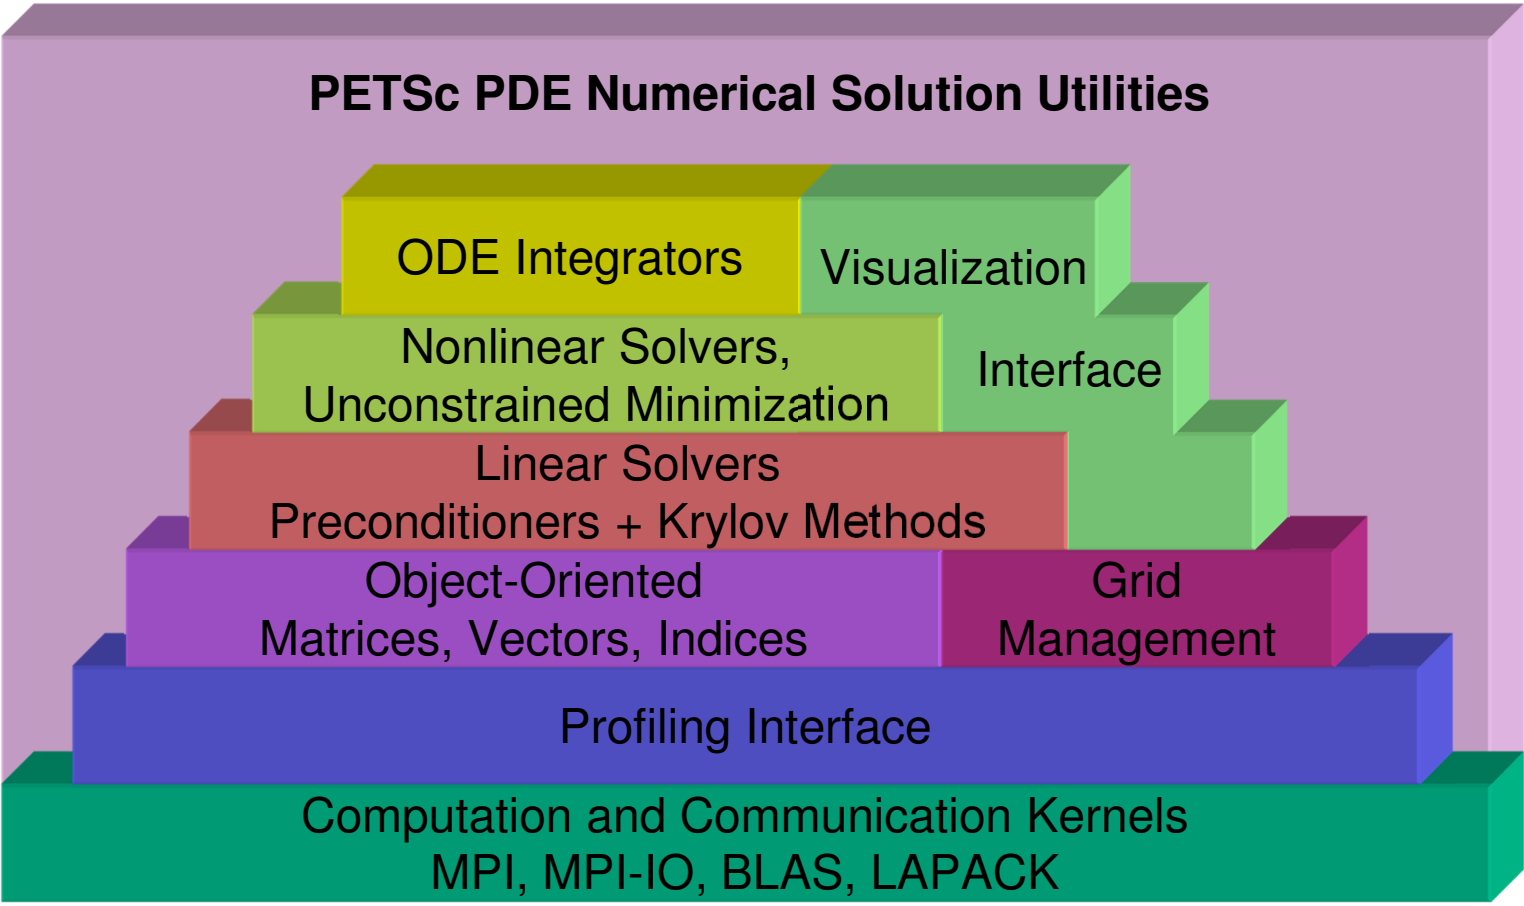 PETSc PDE Numerical Solution Utilities
ODE Integrators
Visualization
Interface
Nonlinear Solvers,
Unconstrained Minimization
Linear Solvers
Preconditioners + Krylov Methods
Object-Oriented
Matrices, Vectors, Indices
Grid
Management
Profiling Interface
Computation and Communication Kernels
MPI, MPI-IO, BLAS, LAPACK